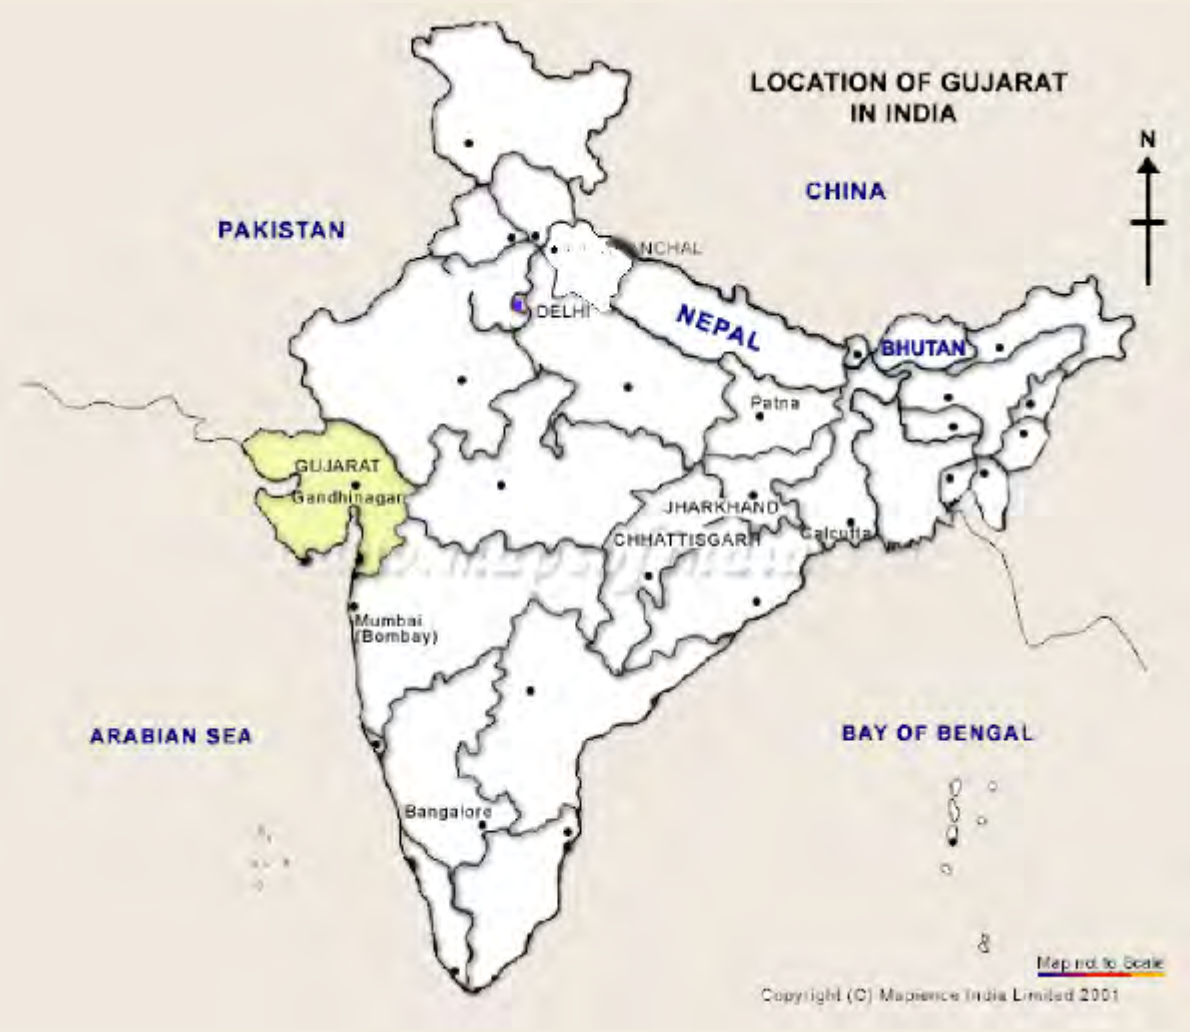 LOCATION OF GUJARAT
IN INDIA
N
CHINA
PAKISTAN
NCHAL
DELHI
NEPAL
BHUTAN
Patna
GUJARAT
Gandhinagar
JHARKHAND
CHHATTISGARH
Calcutta
Mumbai
(Bombay)
ARABIAN SEA
BAY OF BENGAL
Bangalore
Map not to Scale
Copyright (C) Mapience India Limited 2001